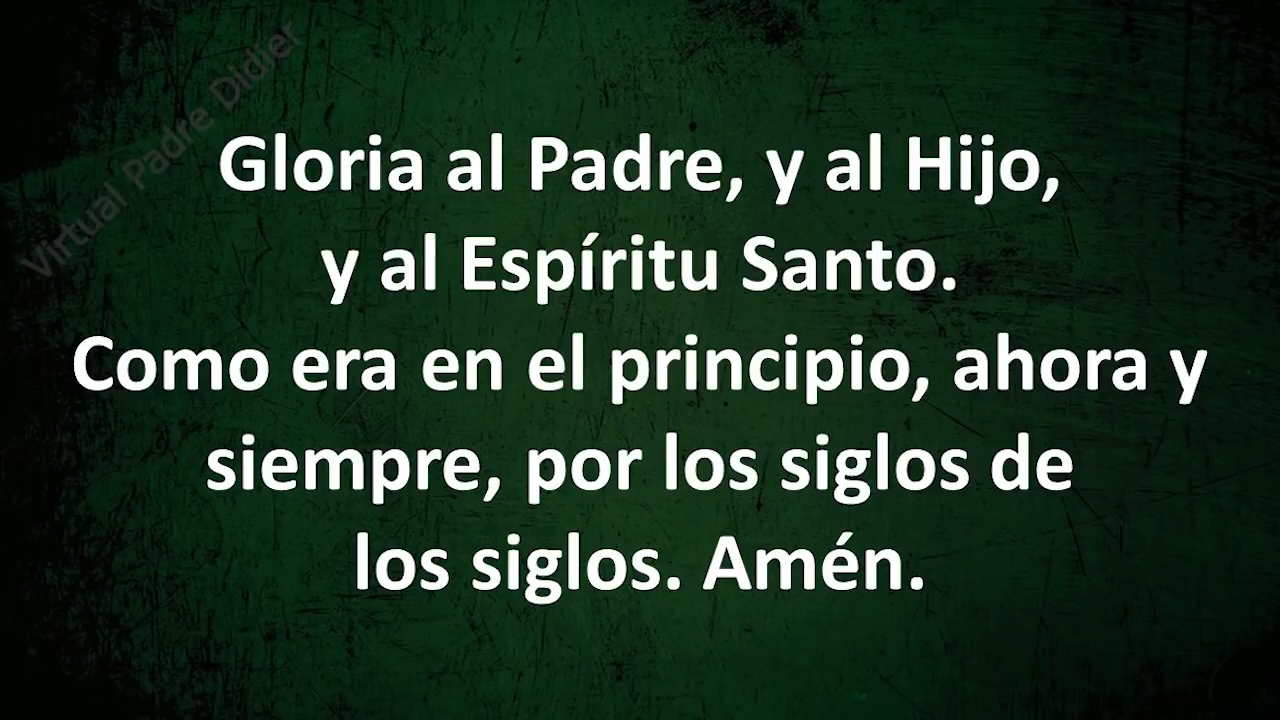 Virtual Padre Didier
Gloria al Padre, y al Hijo,
y al Espíritu Santo.
Como era en el principio, ahora y
siempre, por los siglos de
los siglos. Amén.